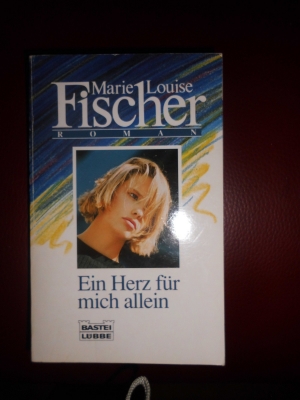 Marie Louise
Fischer
ROMAN
Ein Herz für
mich allein
BASTEI
LÜBBE